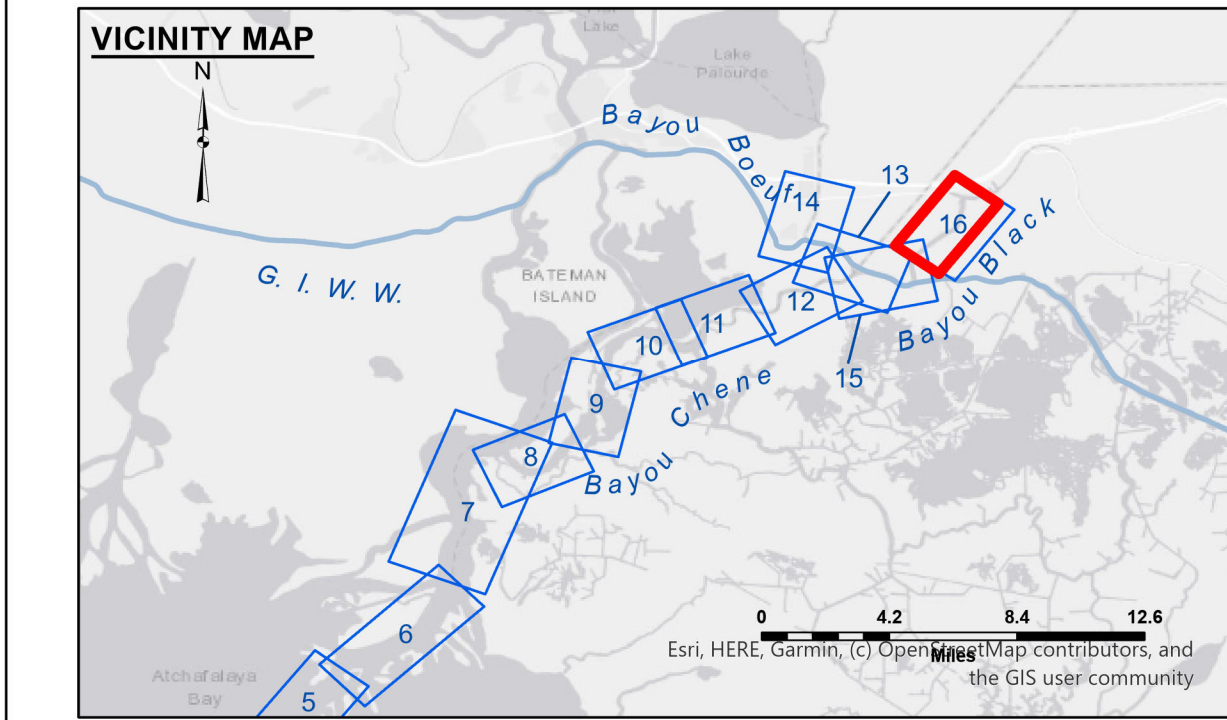 VICINITY MAP
N
Lake
Lake
Palourde
Bayou
Boeuf
13
14
16
Bayou Black
G. I. W. W.
BATEMAN
ISLAND
12
11
10
15
Bayou Chene
9
8
7
6
5
Atchafalaya
Bay
0 4.2 8.4 12.6
Miles
Esri, HERE, Garmin, (c) OpenStreetMap contributors, and
the GIS user community